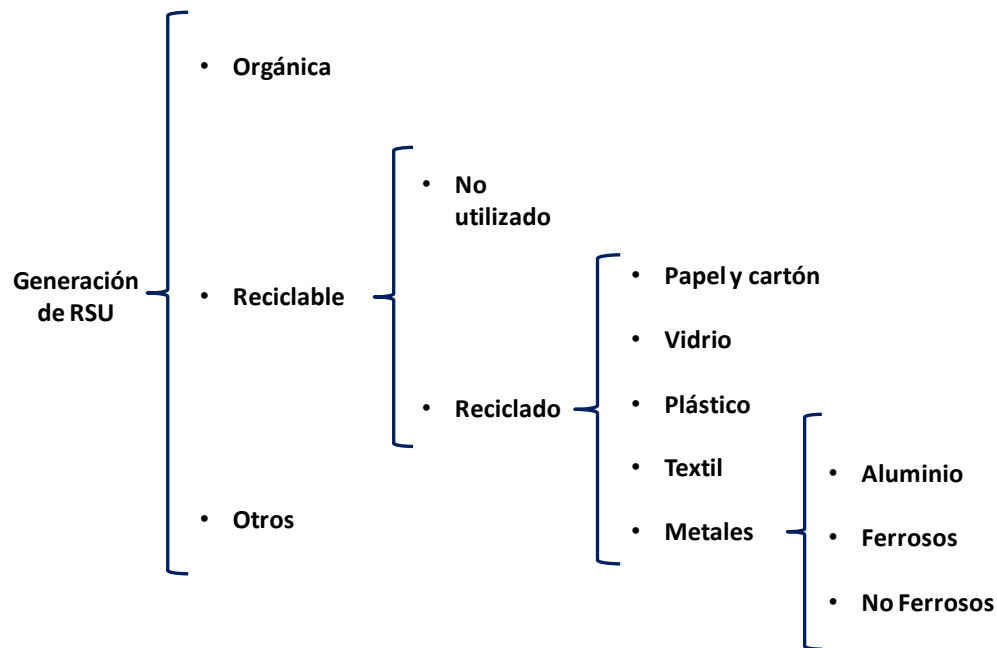 • Orgánica
• No
utilizado
Generación
de RSU
• Reciclable
• Papel y cartón
• Vidrio
• Reciclado
• Plástico
• Textil
• Aluminio
• Otros
• Metales
• Ferrosos
• No Ferrosos